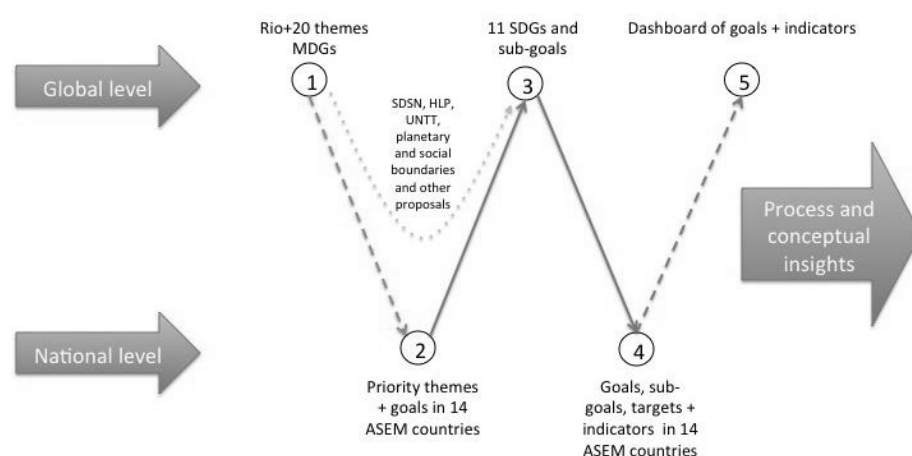 Rio+20 themes
MDGs
1
11 SDGs and
sub-goals
3
Dashboard of goals + indicators
5
Global level
SDSN, HLP,
UNTT,
planetary
and social
boundaries
and other
proposals
Process and
conceptual
insights
National level
2
Priority themes
+ goals in 14
ASEM countries
4
Goals, sub-
goals, targets +
indicators in 14
ASEM countries